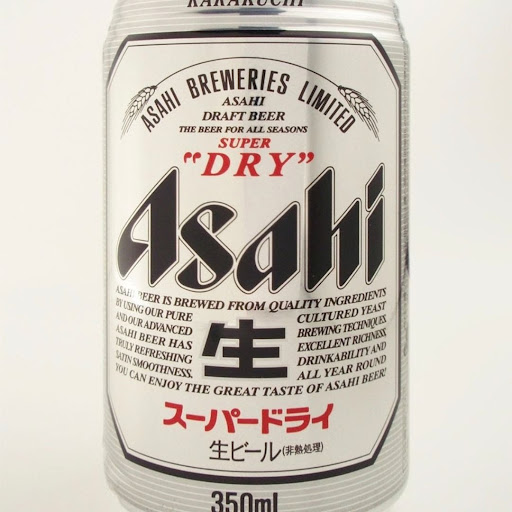 KARAKUCHI
ASAHI BREWERIES LIMITED
ASAHI
DRAFT BEER
THE BEER FOR ALL SEASONS
SUPER
"DRY"
Asahi
ASAHI BEER IS BREWED FROM QUALITY INGREDIENTS
BY USING OUR PURE CULTURED YEAST
AND OUR ADVANCED BREWING TECHNIQUES.
ASAHI BEER HAS EXCELLENT RICHNESS,
TRULY REFRESHING DRINKABILITY AND
SATIN SMOOTHNESS. ALL YEAR ROUND
YOU CAN ENJOY THE GREAT TASTE OF ASAHI BEER!
生
スーパードライ
生ビール(非熱処理)
350ml